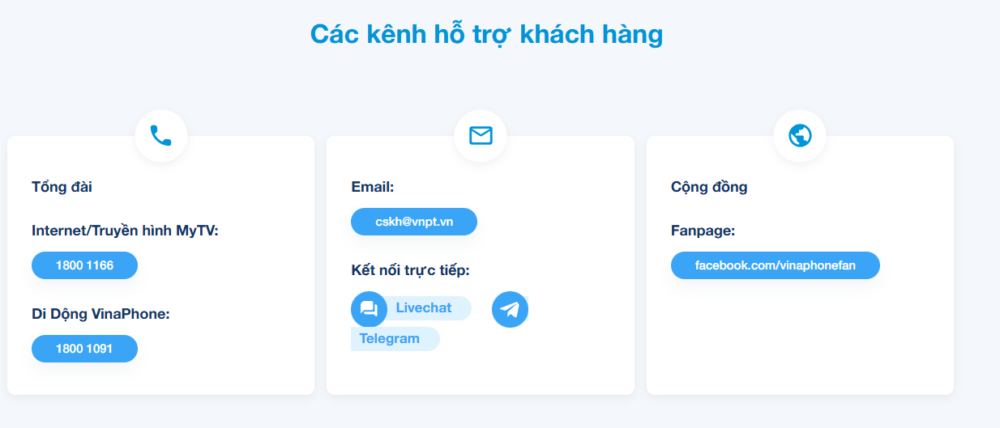 Các kênh hỗ trợ khách hàng
Tổng đài
Internet/Truyền hình MyTV:
1800 1166
Di Dộng VinaPhone:
1800 1091
Email:
cskh@vnpt.vn
Kết nối trực tiếp:
Livechat
Telegram
Cộng đồng
Fanpage:
facebook.com/vinaphonefan